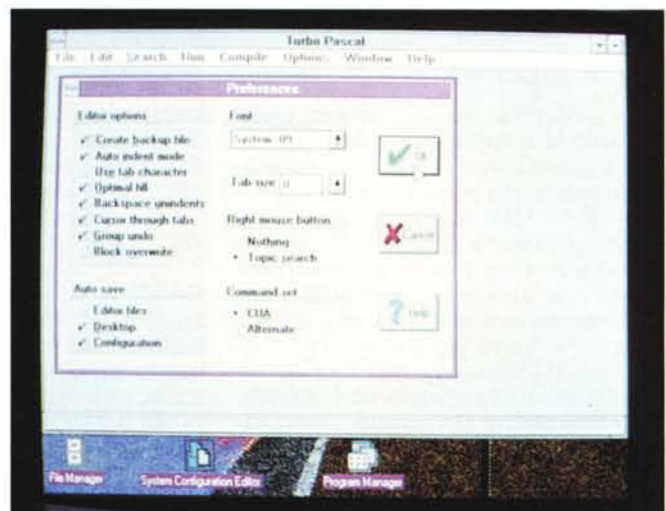 Turbo Pascal
File Edit Search Run Compile Options Window Help
Preferences
Editor options
Create backup file
Auto indent mode
Use tab character
Optimal fill
Backspace unindents
Cursor through tabs
Group undo
Block overwrite
Auto save
Editor files
Desktop
Configuration
Font
System
Tab size 8
Right mouse button
Nothing
Topic search
Command set
CUA
Alternate
Ok
Cancel
Help
File Manager
System Configuration Editor
Program Manager